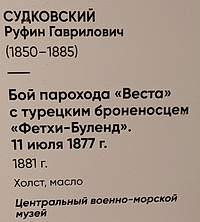 СУДКОВСКИЙ
Руфин Гаврилович
(1850–1885)
Бой парохода «Веста»
с турецким броненосцем
«Фетхи-Буленд».
11 июля 1877 г.
1881 г.
Холст, масло
Центральный военно-морской
музей